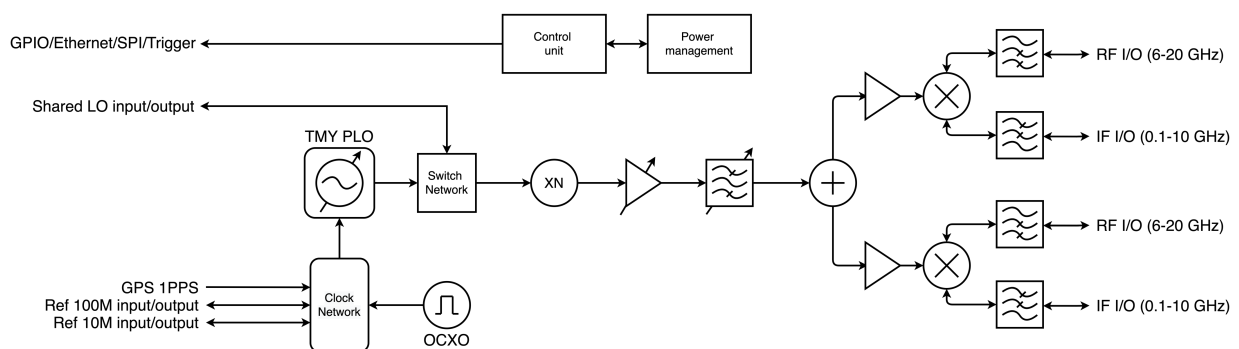 GPIO/Ethernet/SPI/Trigger
Control
unit
Power
management
RF I/O (6-20 GHz)
Shared LO input/output
IF I/O (0.1-10 GHz)
TMY PLO
Switch
Network
XN
RF I/O (6-20 GHz)
GPS 1PPS
Ref 100M input/output
Ref 10M input/output
Clock
Network
OCXO
IF I/O (0.1-10 GHz)